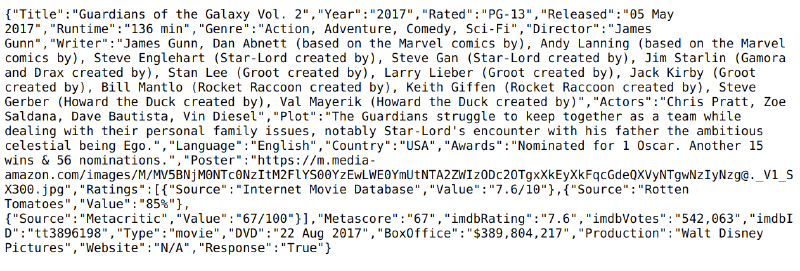 {"Title":"Guardians of the Galaxy Vol. 2","Year":"2017","Rated":"PG-13","Released":"05 May
2017","Runtime":"136 min","Genre":"Action, Adventure, Comedy, Sci-Fi","Director":"James
Gunn","Writer":"James Gunn, Dan Abnett (based on the Marvel comics by), Andy Lanning (based on the Marvel
comics by), Steve Englehart (Star-Lord created by), Steve Gan (Star-Lord created by), Jim Starlin (Gamora
and Drax created by), Stan Lee (Groot created by), Larry Lieber (Groot created by), Jack Kirby (Groot
created by), Bill Mantlo (Rocket Raccoon created by), Keith Giffen (Rocket Raccoon created by), Steve
Gerber (Howard the Duck created by), Val Mayerik (Howard the Duck created by)","Actors":"Chris Pratt, Zoe
Saldana, Dave Bautista, Vin Diesel","Plot":"The Guardians struggle to keep together as a team while
dealing with their personal family issues, notably Star-Lord's encounter with his father the ambitious
celestial being Ego.","Language":"English","Country":"USA","Awards":"Nominated for 1 Oscar. Another 15
wins & 56 nominations.","Poster":"https://m.media-
amazon.com/images/M/MV5BNjM0NTc0NzItM2FlYS00YzEwLWE0YmUtNTA2ZWIzODc2OTgxXkEyXkFqcGdeQXVyNTgwNzIyNzg@._V1_S
X300.jpg","Ratings":[{"Source":"Internet Movie Database","Value":"7.6/10"},{"Source":"Rotten
Tomatoes","Value":"85%"},
{"Source":"Metacritic","Value":"67/100"}],"Metascore":"67","imdbRating":"7.6","imdbVotes":"542,063","imdbI
D":"tt3896198","Type":"movie","DVD":"22 Aug 2017","BoxOffice":"$389,804,217","Production":"Walt Disney
Pictures","Website":"N/A","Response":"True"}